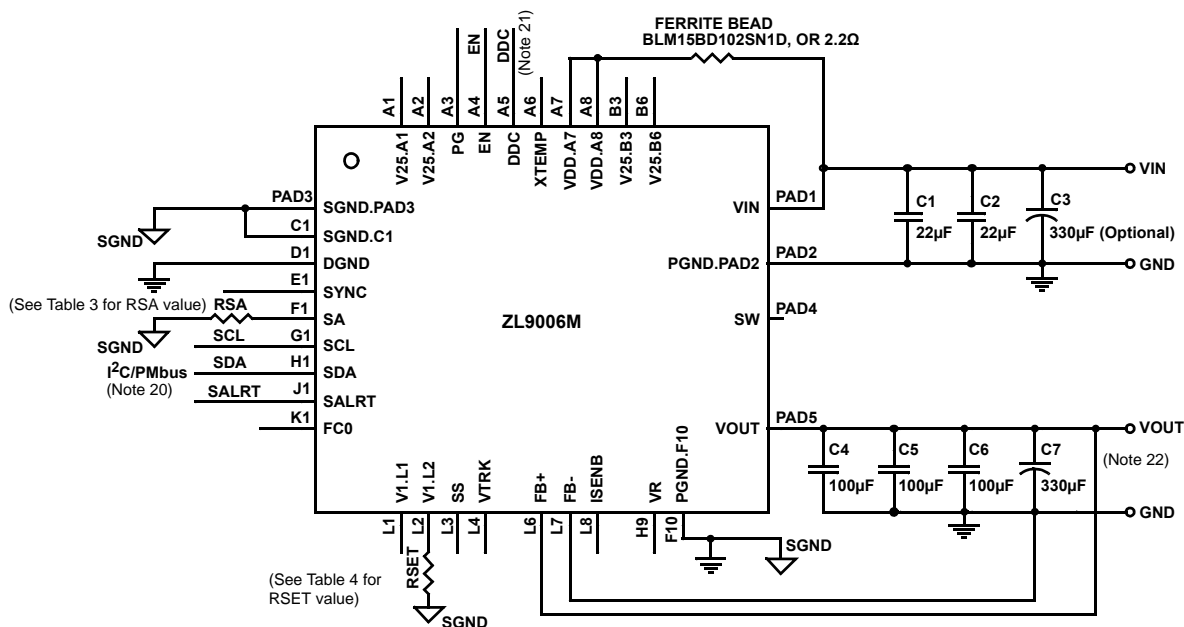 FERRITE BEAD
BLM15BD102SN1D, OR 2.2Ω
EN
DDC
(Note 21)
A1
A2
A3
A4
A5
A6
A7
A8
B3
B6
V25.A1
V25.A2
PG
EN
DDC
XTEMP
VDD.A7
VDD.A8
V25.B3
V25.B6
PAD3
SGND.PAD3
SGND
C1
SGND.C1
D1
DGND
E1
SYNC
(See Table 3 for RSA value)
RSA
F1
SA
SGND
SCL
G1
SCL
I²C/PMbus
(Note 20)
SDA
H1
SDA
SALRT
J1
SALRT
K1
FC0
ZL9006M
VIN
PAD1
PGND.PAD2
PAD2
SW
PAD4
VOUT
PAD5
C1
22µF
C2
22µF
C3
330µF (Optional)
VIN
GND
C4
100µF
C5
100µF
C6
100µF
C7
330µF
VOUT
(Note 22)
GND
V1.L1
V1.L2
SS
VTRK
FB+
FB-
ISENB
VR
PGND.F10
L1
L2
L3
L4
L6
L7
L8
H9
F10
SGND
RSET
(See Table 4 for
RSET value)
SGND